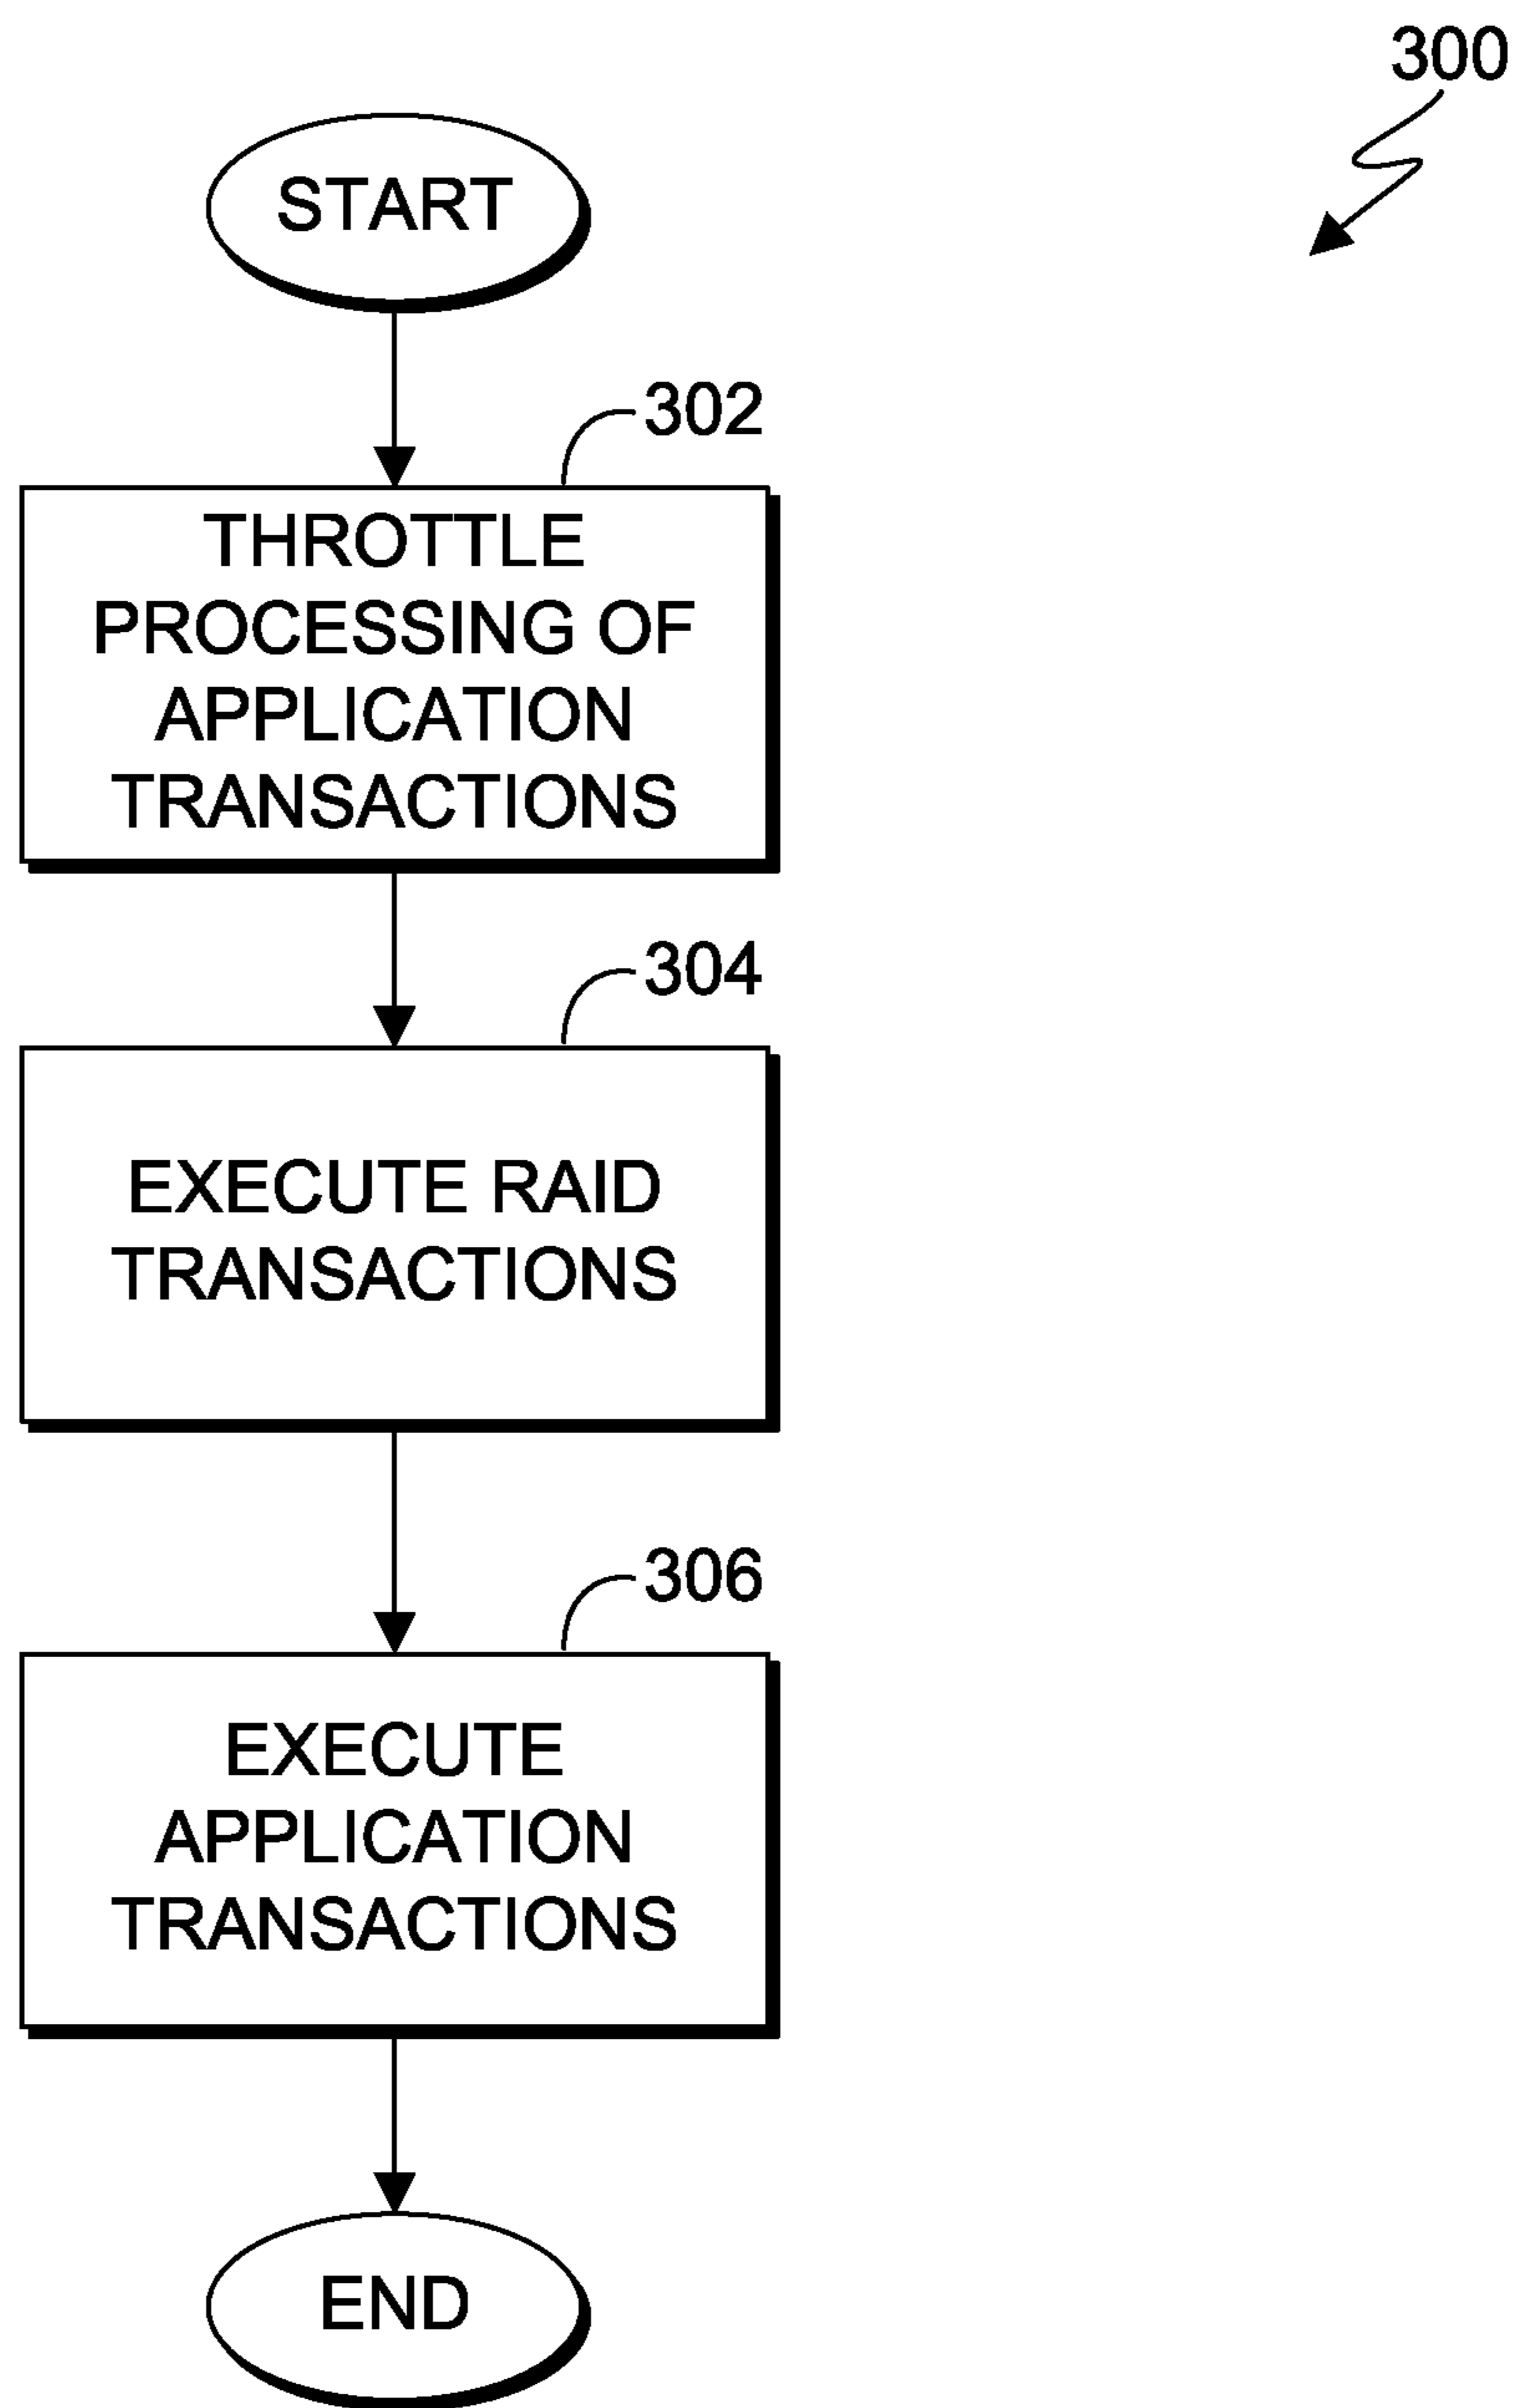 300
START
302
THROTTLE
PROCESSING OF
APPLICATION
TRANSACTIONS
304
EXECUTE RAID
TRANSACTIONS
306
EXECUTE
APPLICATION
TRANSACTIONS
END